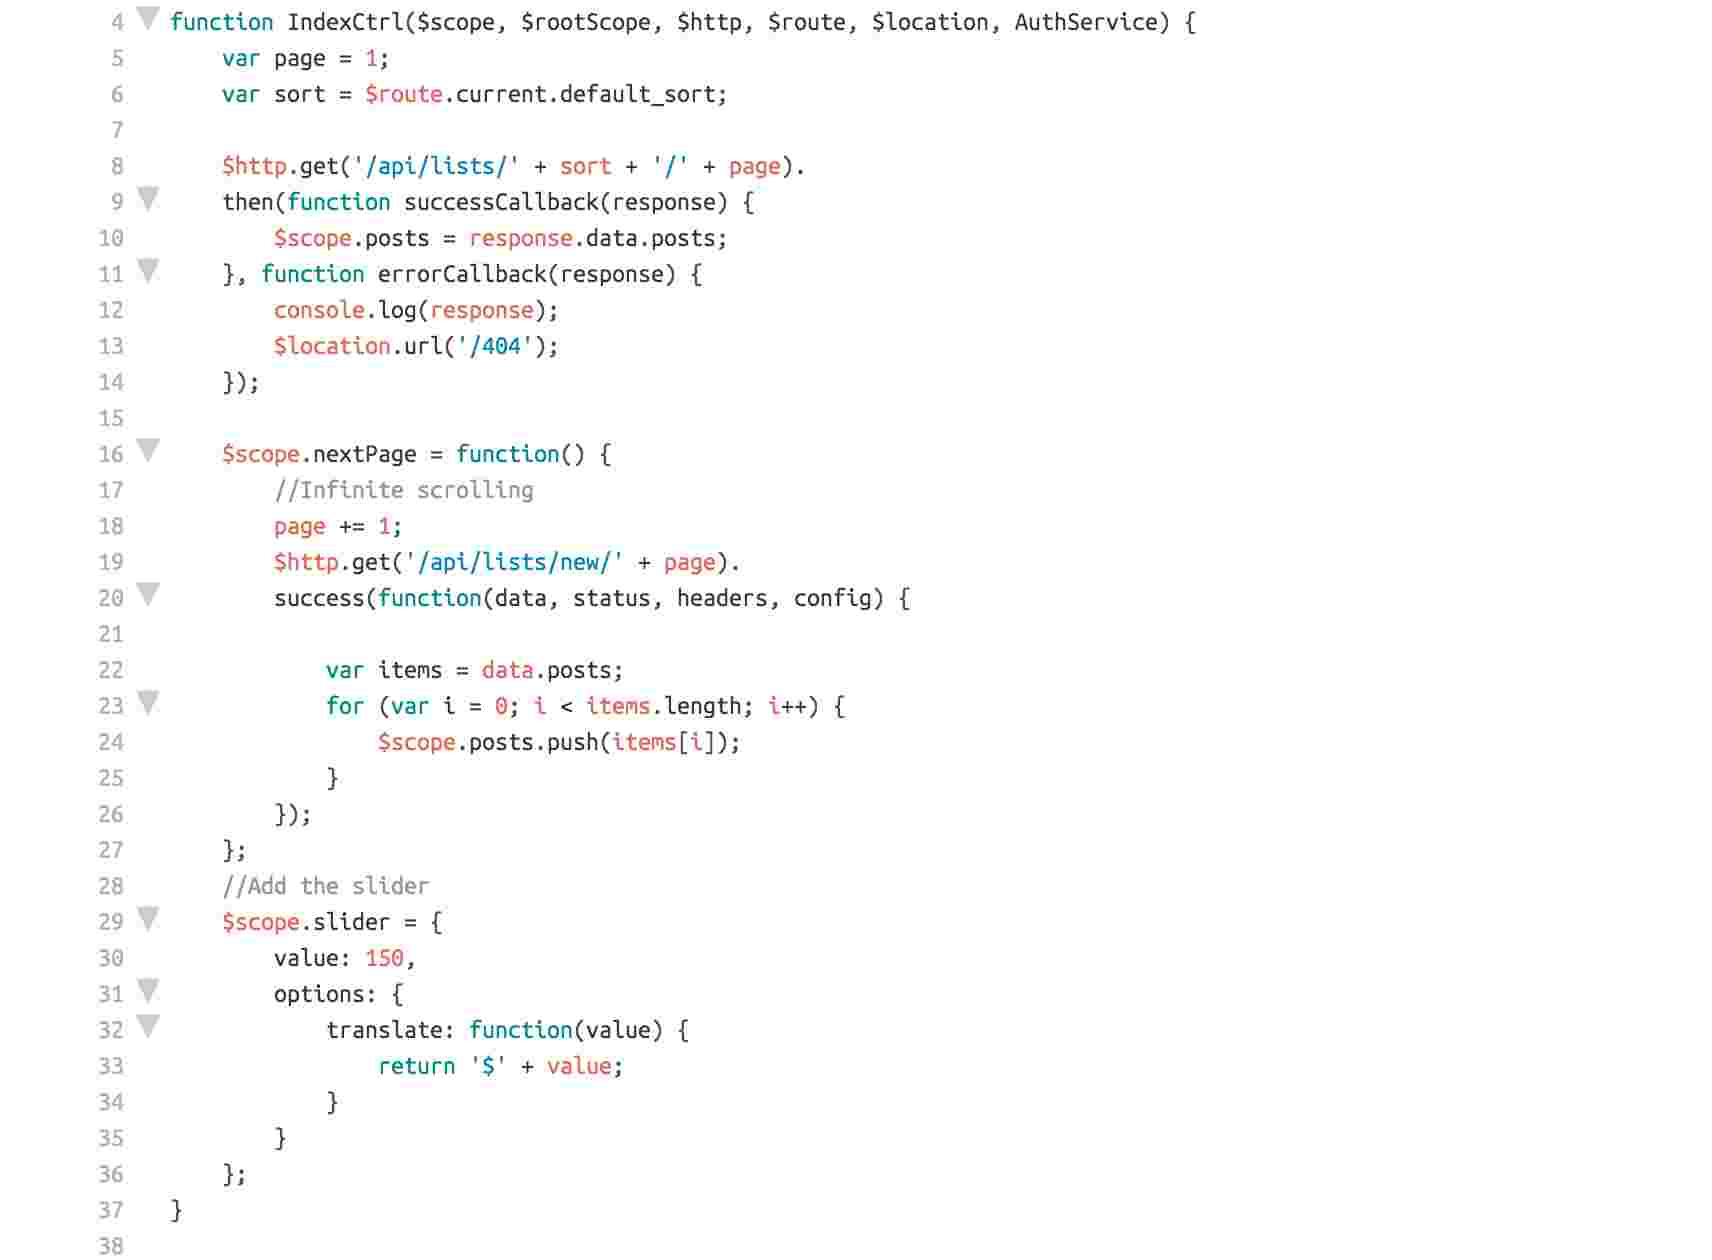 4 function IndexCtrl($scope, $rootScope, $http, $route, $location, AuthService) {
5     var page = 1;
6     var sort = $route.current.default_sort;
7
8     $http.get('/api/lists/' + sort + '/' + page).
9     then(function successCallback(response) {
10         $scope.posts = response.data.posts;
11     }, function errorCallback(response) {
12         console.log(response);
13         $location.url('/404');
14     });
15
16     $scope.nextPage = function() {
17         //Infinite scrolling
18         page += 1;
19         $http.get('/api/lists/new/' + page).
20         success(function(data, status, headers, config) {
21
22             var items = data.posts;
23             for (var i = 0; i < items.length; i++) {
24                 $scope.posts.push(items[i]);
25             }
26         });
27     };
28     //Add the slider
29     $scope.slider = {
30         value: 150,
31         options: {
32             translate: function(value) {
33                 return '$' + value;
34             }
35         }
36     };
37 }
38